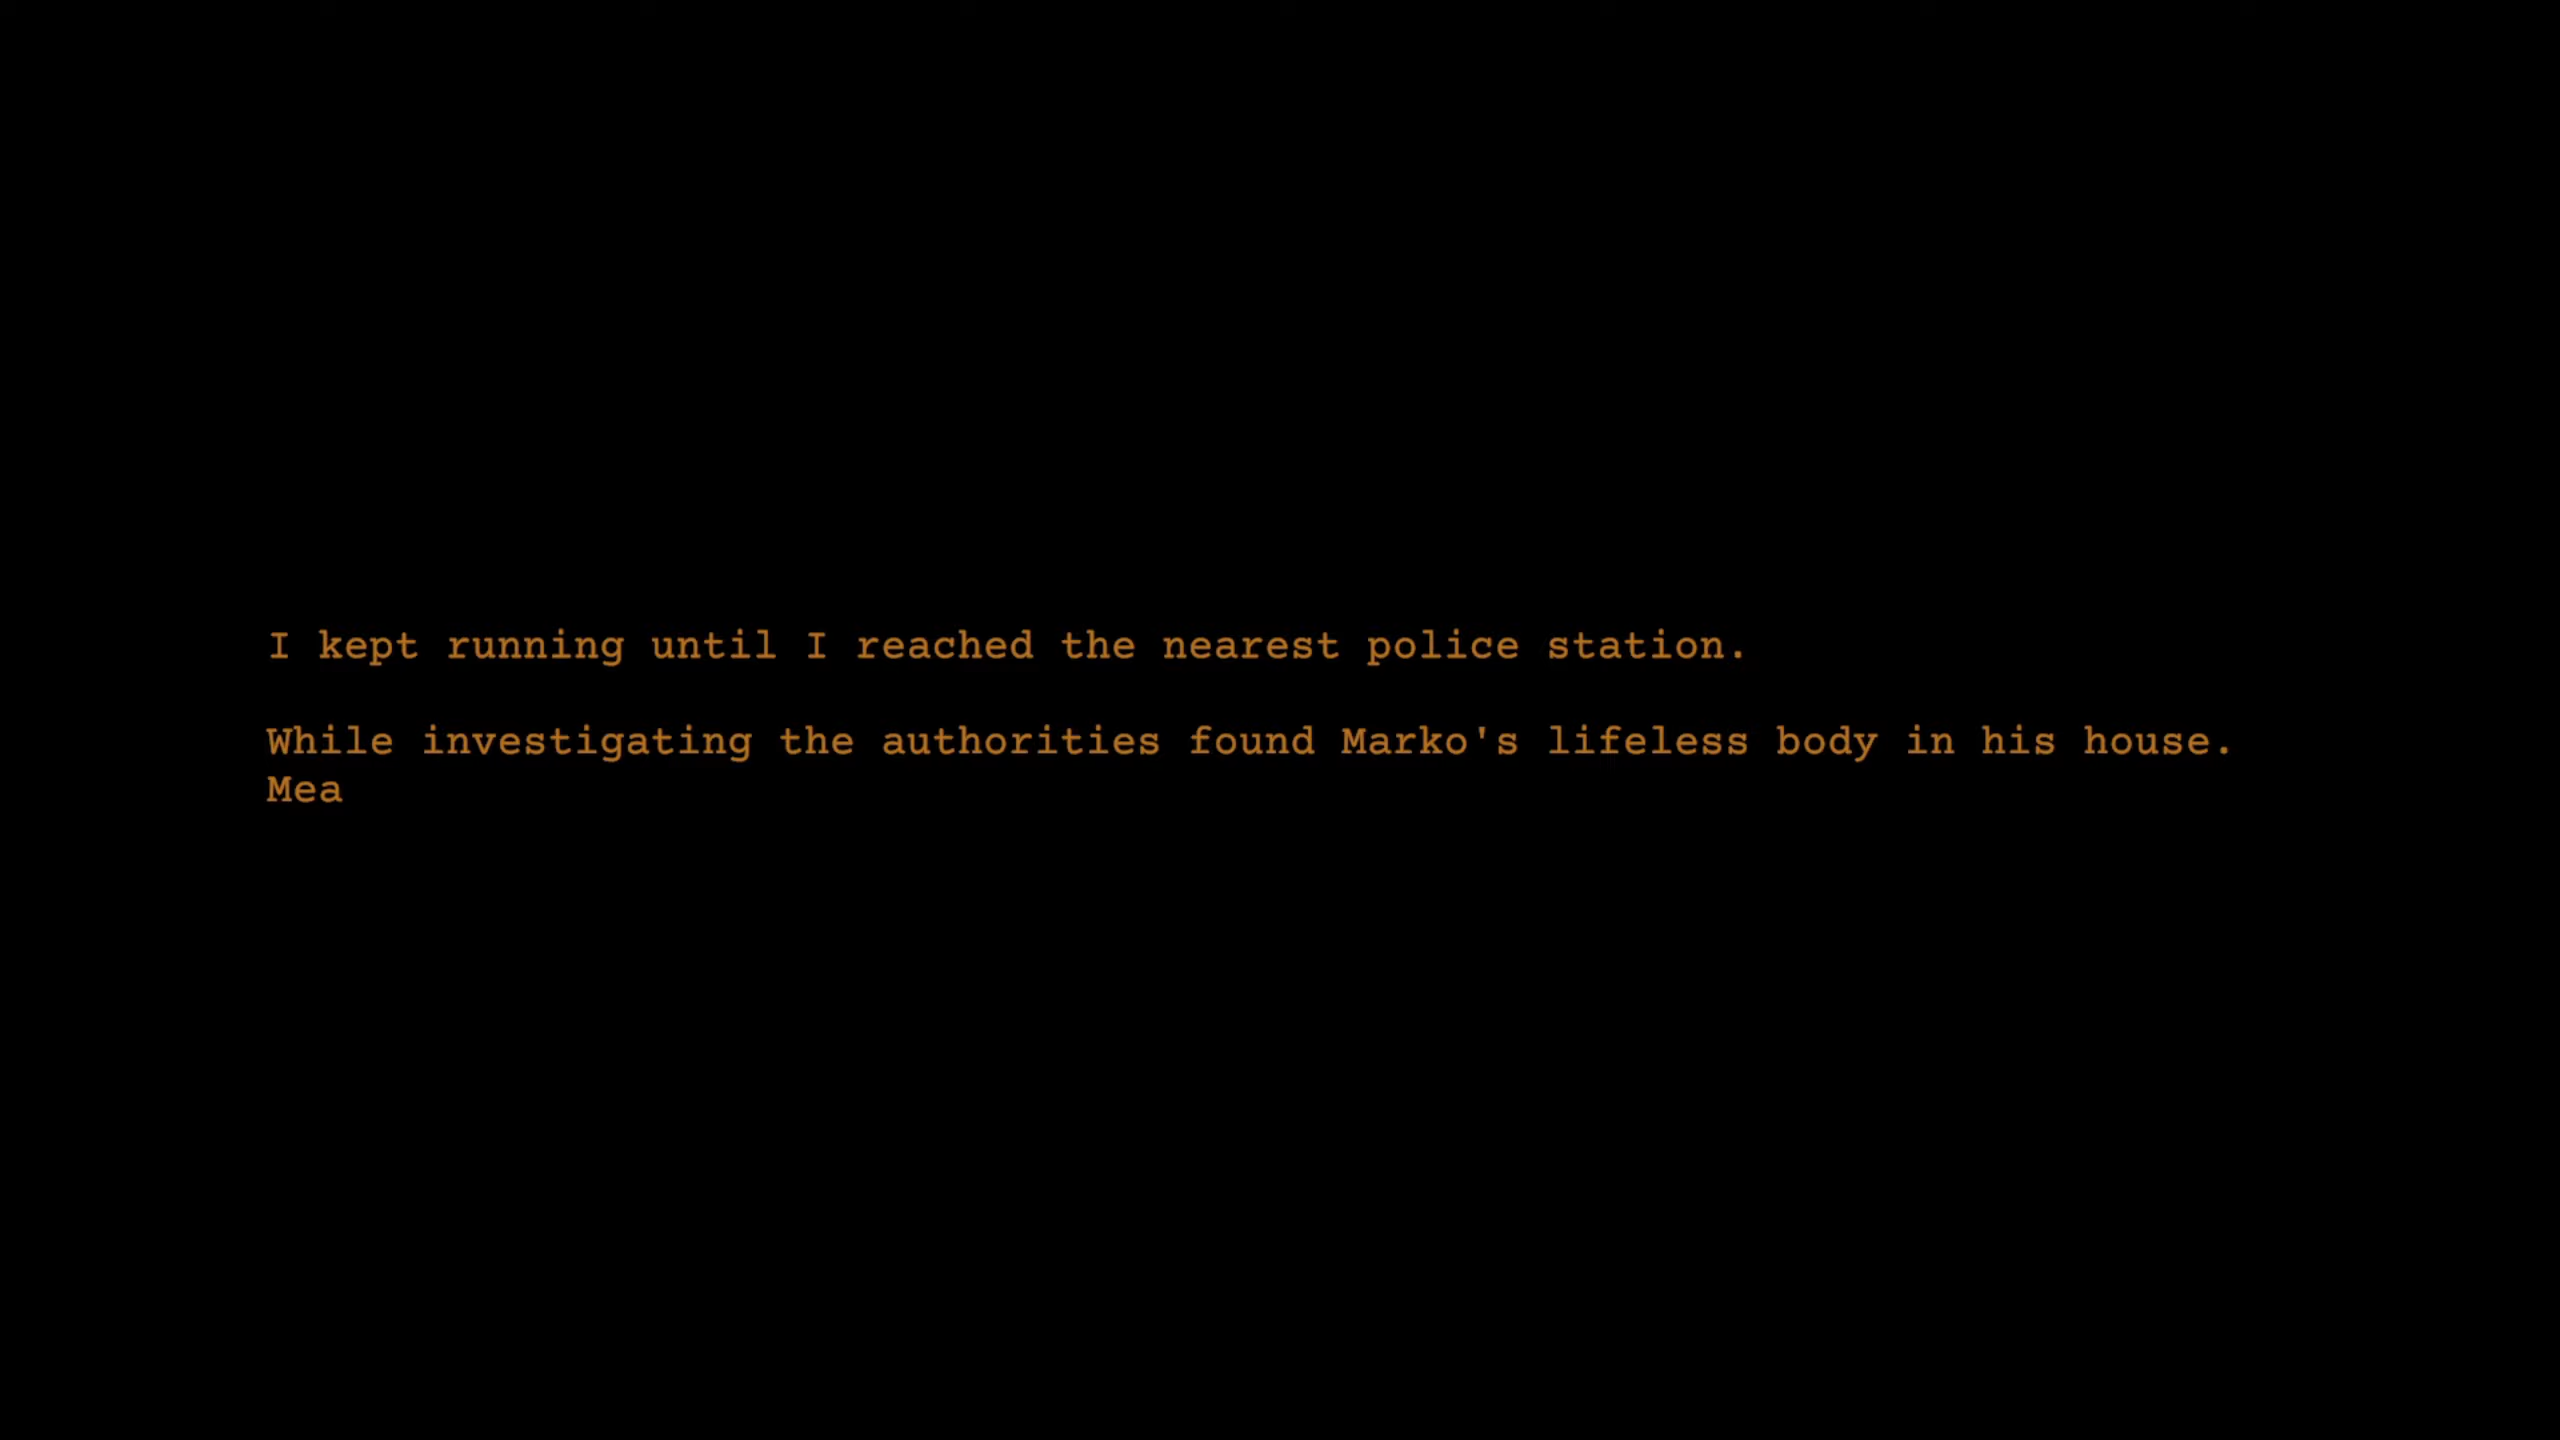 I kept running until I reached the nearest police station.
While investigating the authorities found Marko's lifeless body in his house.
Mea